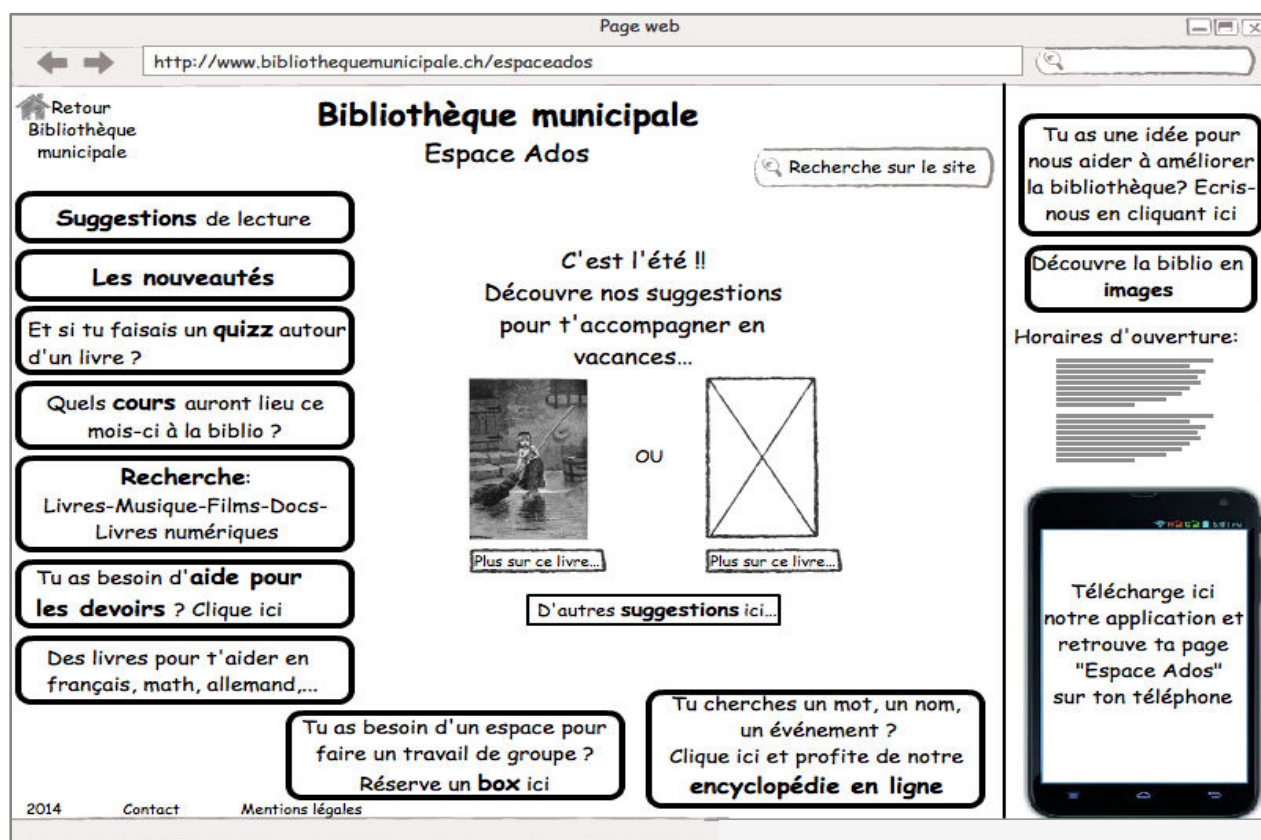 Page web
http://www.bibliothequemunicipale.ch/espaceados
Retour
Bibliothèque
municipale
Bibliothèque municipale
Espace Ados
Recherche sur le site
Suggestions de lecture
Les nouveautés
Et si tu faisais un quizz autour
d'un livre ?
Quels cours auront lieu ce
mois-ci à la biblio ?
Recherche:
Livres-Musique-Films-Docs-
Livres numériques
Tu as besoin d'aide pour
les devoirs ? Clique ici
Des livres pour t'aider en
français, math, allemand,...
C'est l'été !!
Découvre nos suggestions
pour t'accompagner en
vacances...
OU
Plus sur ce livre...
Plus sur ce livre...
D'autres suggestions ici...
Tu as besoin d'un espace pour
faire un travail de groupe ?
Réserve un box ici
Tu cherches un mot, un nom,
un événement ?
Clique ici et profite de notre
encyclopédie en ligne
Tu as une idée pour
nous aider à améliorer
la bibliothèque? Ecris-
nous en cliquant ici
Découvre la biblio en
images
Horaires d'ouverture:
Télécharge ici
notre application et
retrouve ta page
"Espace Ados"
sur ton téléphone
2014 Contact Mentions légales